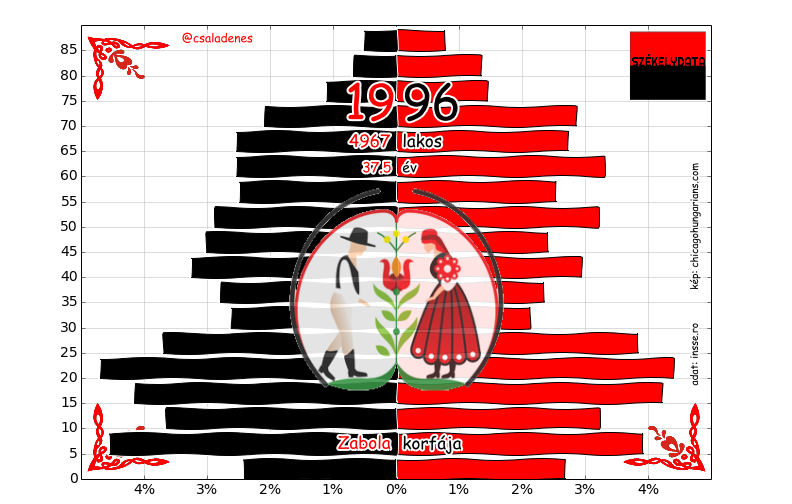 @csaladenes
SZÉKELYDATA
1996
4967 lakos
37.5 év
kép: chicagohungarians.com
adat: insse.ro
Zabola korfája
85
80
75
70
65
60
55
50
45
40
35
30
25
20
15
10
5
0
4% 3% 2% 1% 0% 1% 2% 3% 4%